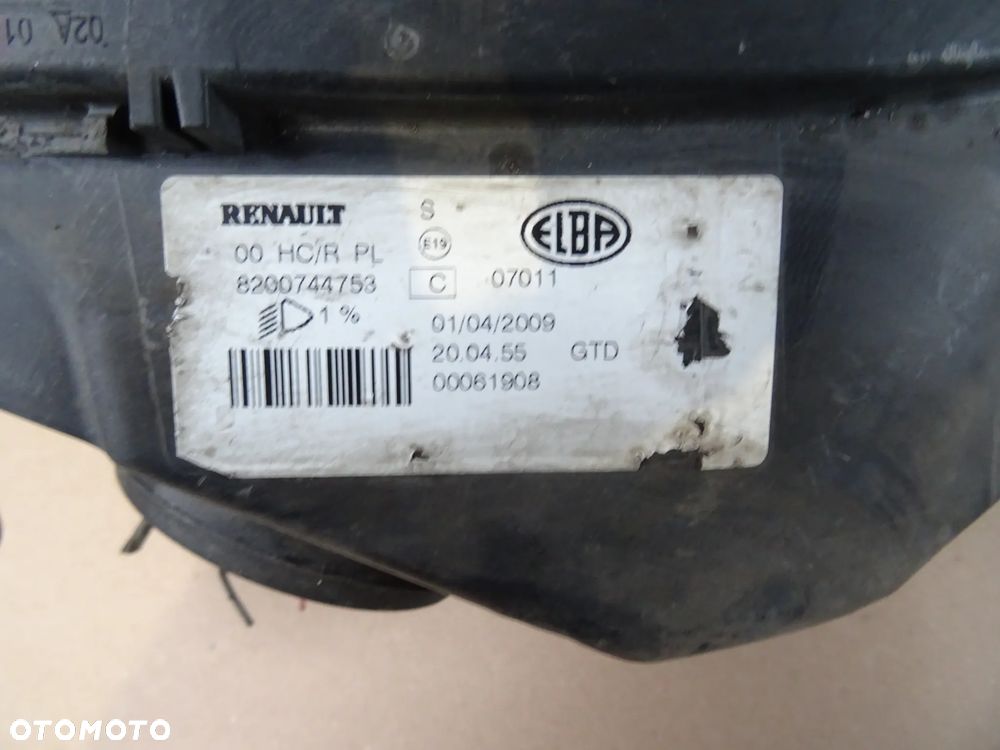 02A 01
RENAULT S ELBA
00 HC/R PL E19
8200744753 C 07011
1 % 01/04/2009
20.04.55 GTD
00061908
OTOMOTO